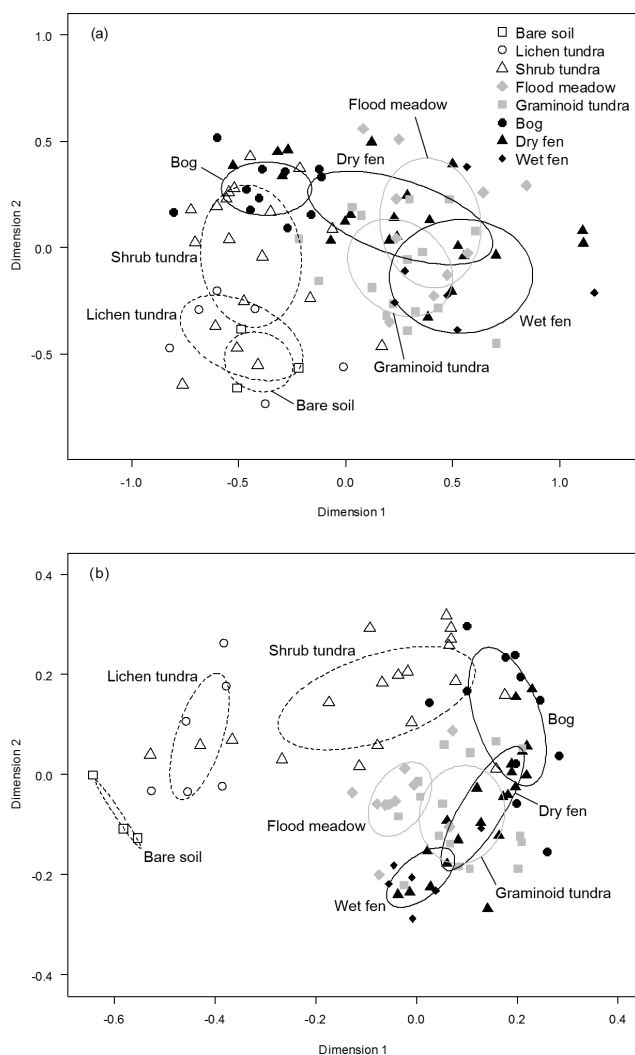 (a)
Bare soil
Lichen tundra
Shrub tundra
Flood meadow
Graminoid tundra
Bog
Dry fen
Wet fen
Flood meadow
Bog
Dry fen
Shrub tundra
Lichen tundra
Wet fen
Graminoid tundra
Bare soil
1.0
0.5
0.0
-0.5
Dimension 2
-1.0 -0.5 0.0 0.5 1.0
Dimension 1
(b)
Shrub tundra
Lichen tundra
Bog
Dry fen
Flood meadow
Bare soil
Graminoid tundra
Wet fen
0.4
0.2
0.0
-0.2
-0.4
Dimension 2
-0.6 -0.4 -0.2 0.0 0.2 0.4
Dimension 1